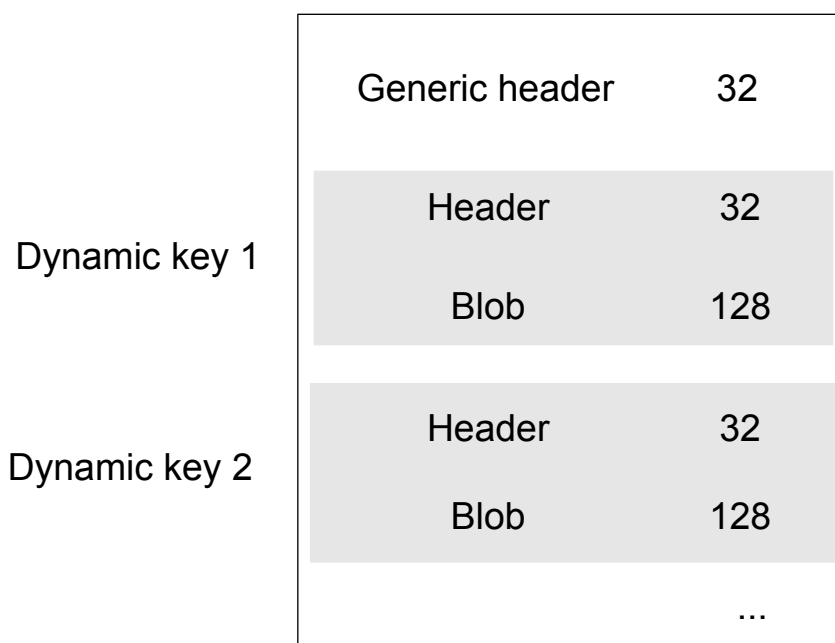 Generic header 32
Header 32
Dynamic key 1
Blob 128
Header 32
Dynamic key 2
Blob 128
...